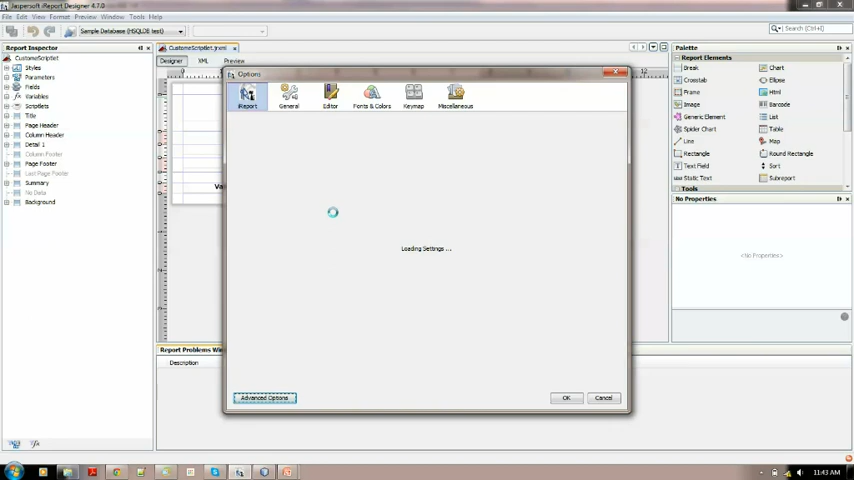 Jaspersoft iReport Designer 4.7.0
File Edit View Format Preview Window Tools Help
Sample Database (HSQLDB test)
Search (Ctrl+I)
Report Inspector
CustomeScriptlet
Styles
Parameters
Fields
Variables
Scriptlets
Title
Page Header
Column Header
Detail 1
Column Footer
Page Footer
Last Page Footer
Summary
No Data
Background
CustomeScriptlet.jrxml
Designer XML Preview
0
12
Va
Report Problems Win
Description
Options
Report General Editor Fonts & Colors Keymap Miscellaneous
Loading Settings ...
Advanced Options OK Cancel
Palette
Report Elements
Break Chart
Crosstab Ellipse
Frame Html
Image Barcode
Generic Element List
Spider Chart Table
Line Map
Rectangle Round Rectangle
Text Field Sort
Static Text Subreport
Tools
No Properties
<No Properties>
11:43 AM